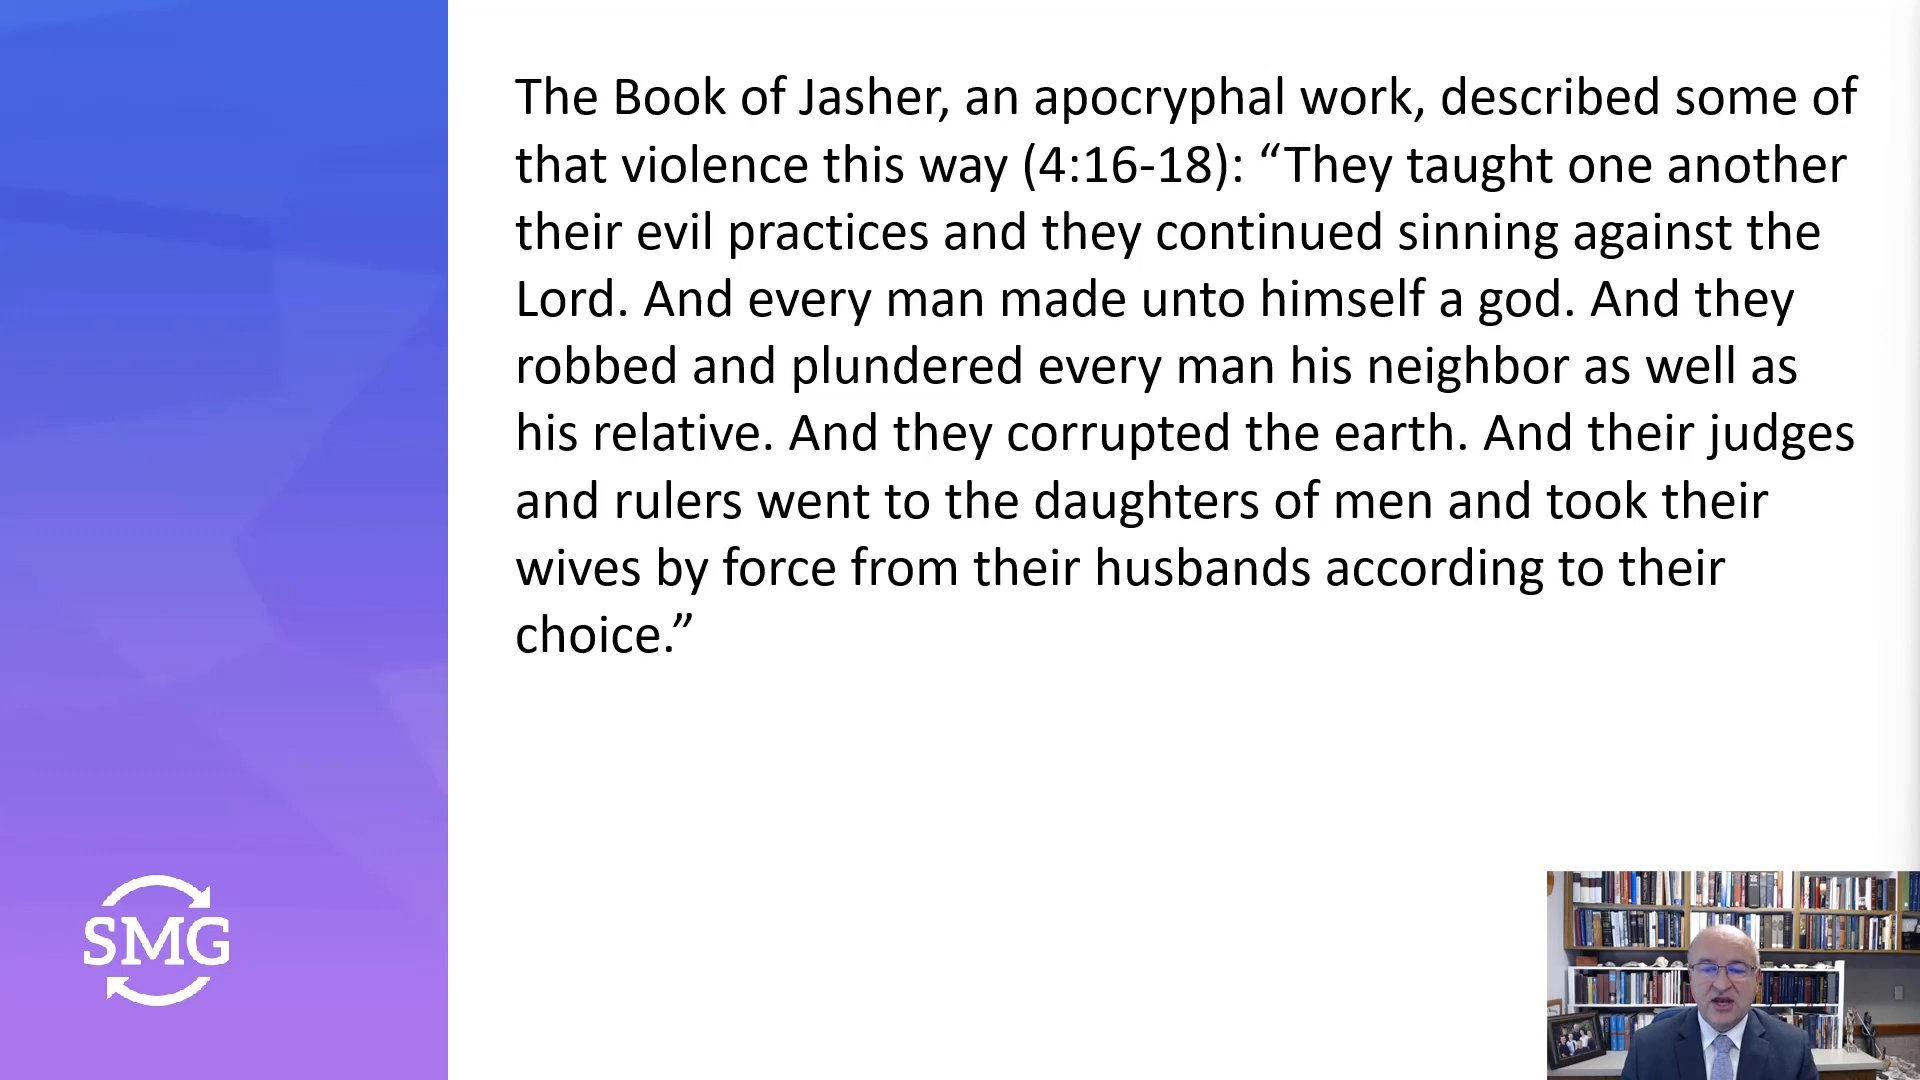 The Book of Jasher, an apocryphal work, described some of
that violence this way (4:16-18): “They taught one another
their evil practices and they continued sinning against the
Lord. And every man made unto himself a god. And they
robbed and plundered every man his neighbor as well as
his relative. And they corrupted the earth. And their judges
and rulers went to the daughters of men and took their
wives by force from their husbands according to their
choice.”
SMG